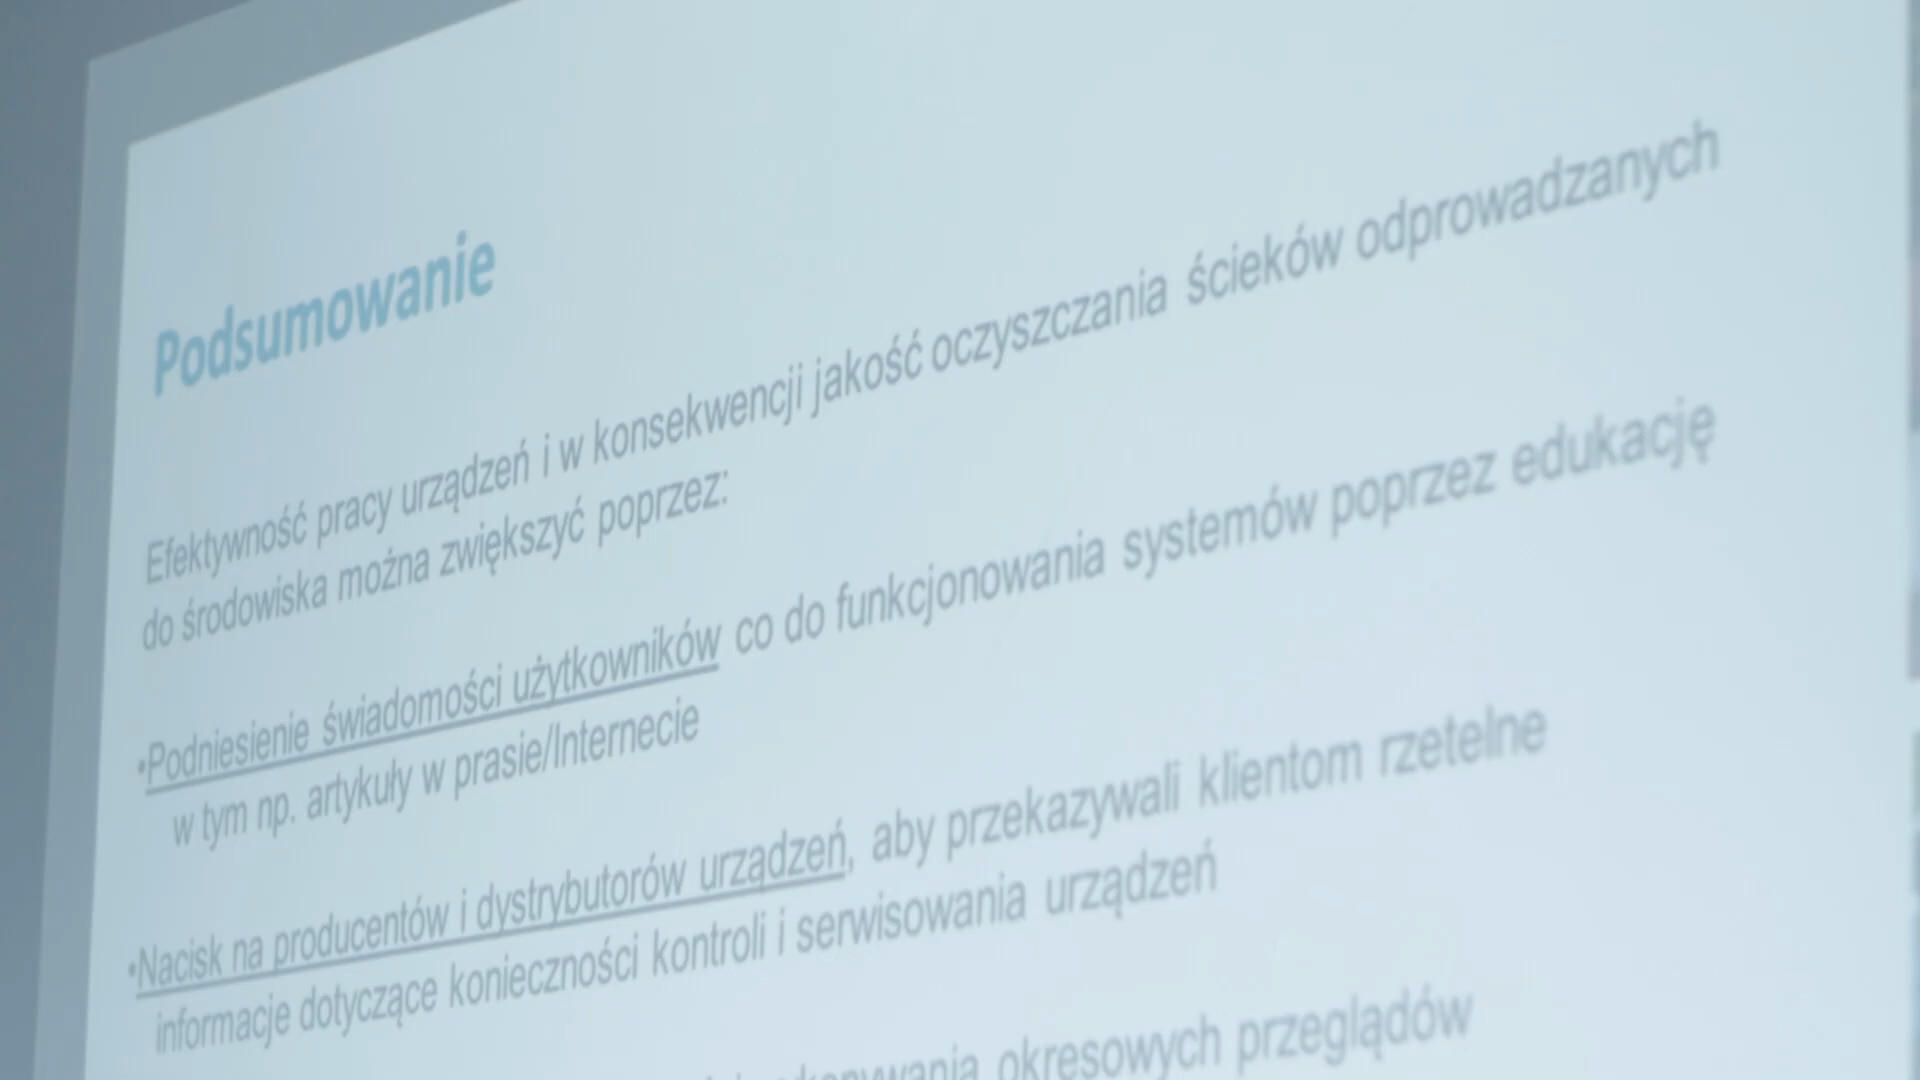 Podsumowanie
Efektywność pracy urządzeń i w konsekwencji jakość oczyszczania ścieków odprowadzanych
do środowiska można zwiększyć poprzez:
•Podniesienie świadomości użytkowników co do funkcjonowania systemów poprzez edukację
w tym np. artykuły w prasie/Internecie
•Nacisk na producentów i dystrybutorów urządzeń, aby przekazywali klientom rzetelne
informacje dotyczące konieczności kontroli i serwisowania urządzeń
okresowych przeglądów